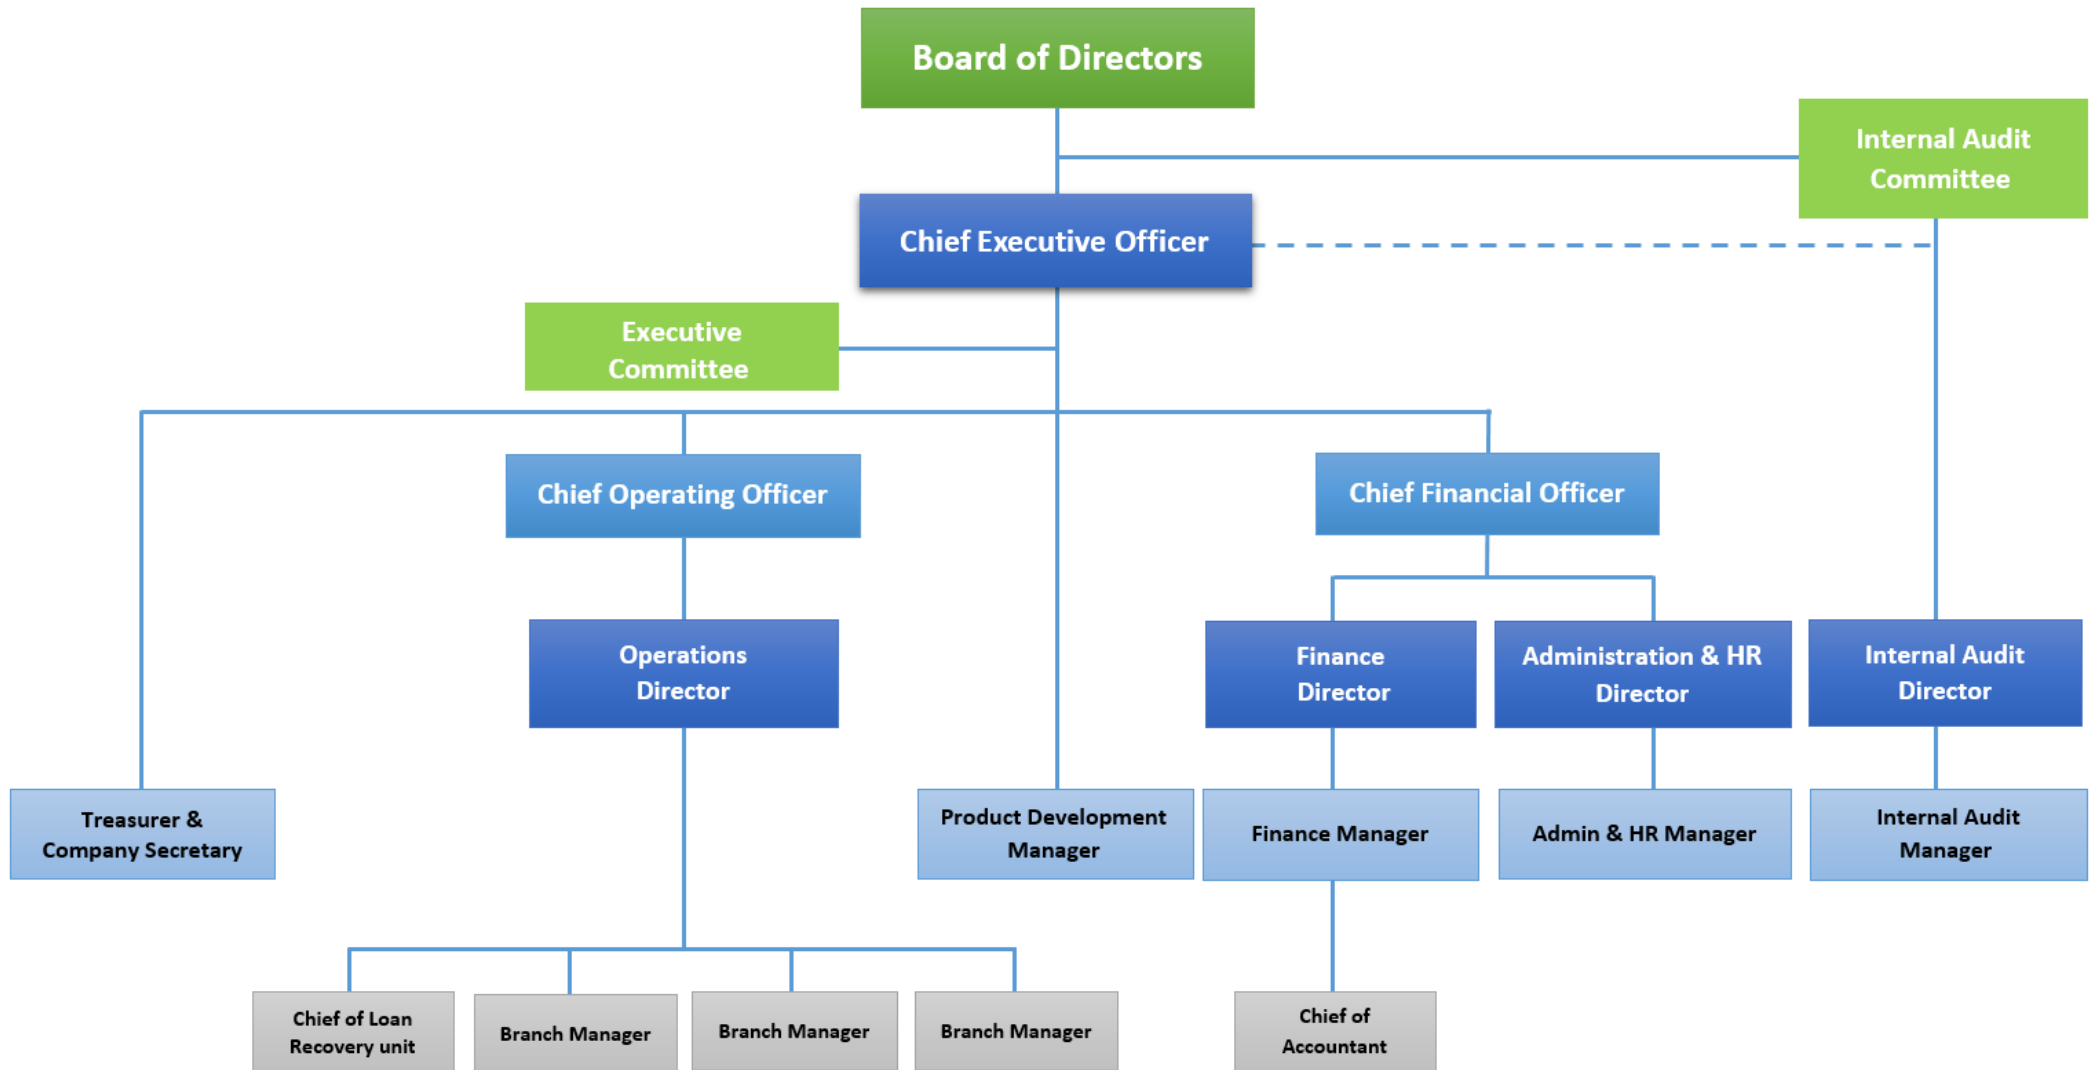 Board of Directors
Internal Audit
Committee
Chief Executive Officer
Executive
Committee
Chief Operating Officer
Chief Financial Officer
Operations
Director
Finance
Director
Administration & HR
Director
Internal Audit
Director
Treasurer &
Company Secretary
Product Development
Manager
Finance Manager
Admin & HR Manager
Internal Audit
Manager
Chief of Loan
Recovery unit
Branch Manager
Branch Manager
Branch Manager
Chief of
Accountant